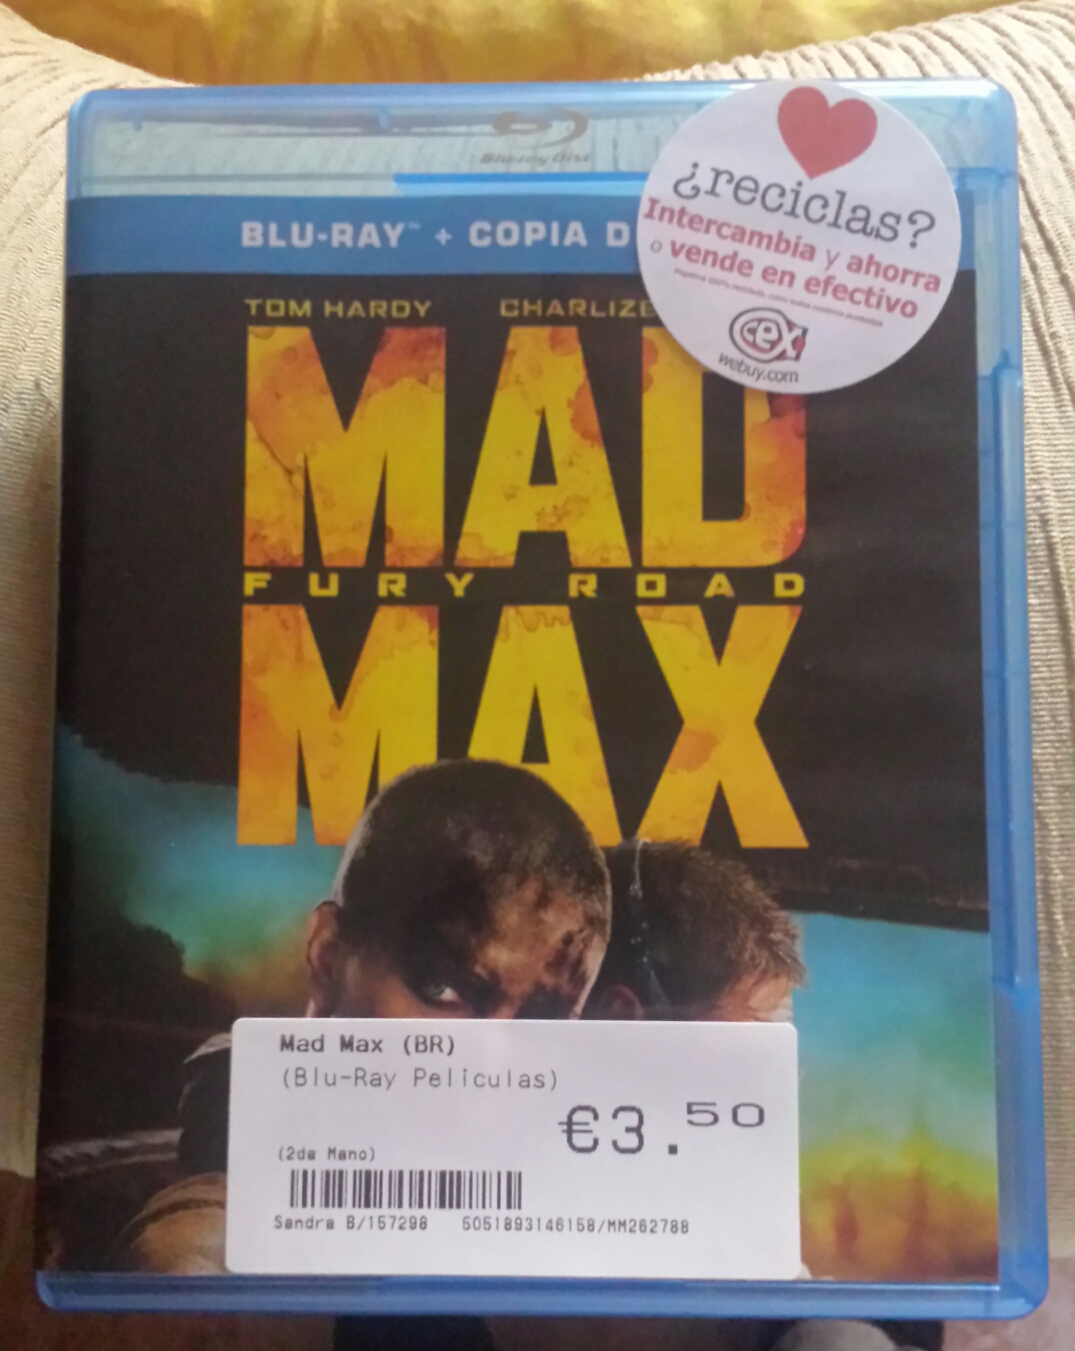 Blu-ray Disc
BLU-RAY™ + COPIA D
¿reciclas?
Intercambia y ahorra
o vende en efectivo
cex
webuy.com
TOM HARDY CHARLIZE
MAD
FURY ROAD
MAX
Mad Max (BR)
(Blu-Ray Peliculas)
€3.50
(2da Mano)
Sandra B/157298 5051893146158/MM262788